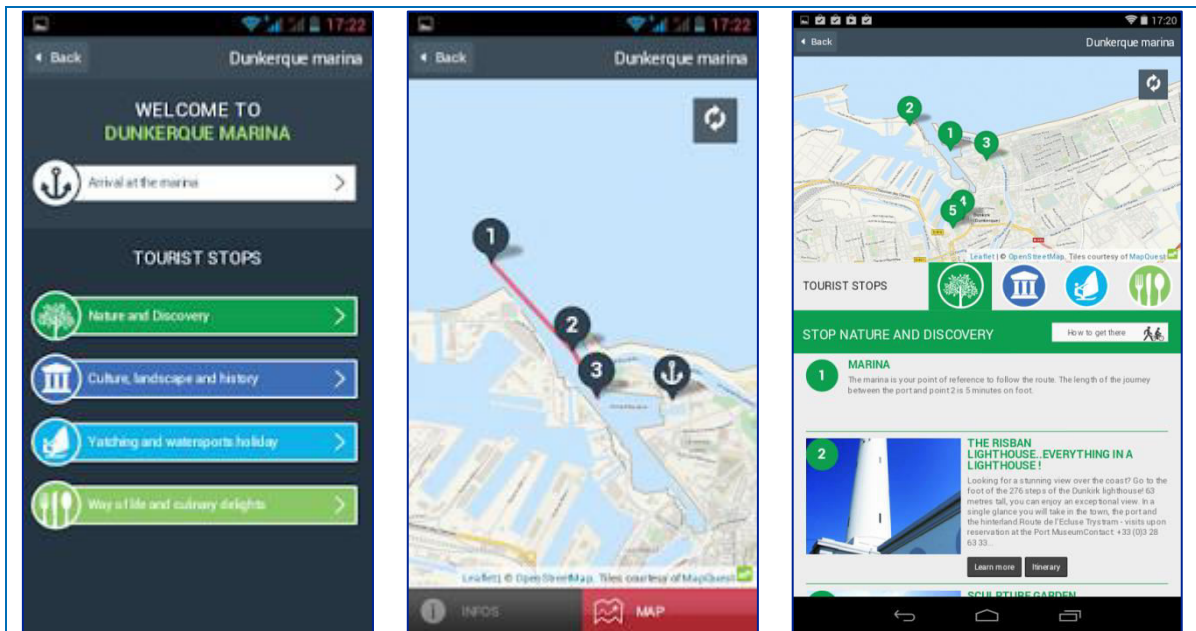 17:22
Back
Dunkerque marina
WELCOME TO
DUNKERQUE MARINA
Arrival at the marina
TOURIST STOPS
Nature and Discovery
Culture, landscape and history
Yatching and watersports holiday
Way of life and culinary delights
17:22
Back
Dunkerque marina
1
2
3
Leaflet | © OpenStreetMap, Tiles courtesy of MapQuest
INFOS
MAP
17:20
Back
Dunkerque marina
2
1
3
5
Dunkirk
(Dunkerque)
Leaflet | © OpenStreetMap, Tiles courtesy of MapQuest
TOURIST STOPS
STOP NATURE AND DISCOVERY
How to get there
1
MARINA
The marina is your point of reference to follow the route. The length of the journey
between the port and point 2 is 5 minutes on foot.
2
THE RISBAN
LIGHTHOUSE..EVERYTHING IN A
LIGHTHOUSE !
Looking for a stunning view over the coast? Go to the
foot of the 276 steps of the Dunkirk lighthouse! 63
metres tall, you can enjoy an exceptional view. In a
single glance you will take in the town, the port and
the hinterland Route de l'Ecluse Trystram - visits upon
reservation at the Port MuseumContact: +33 (0)3 28
63 33...
Learn more
Itinerary
SCULPTURE GARDEN